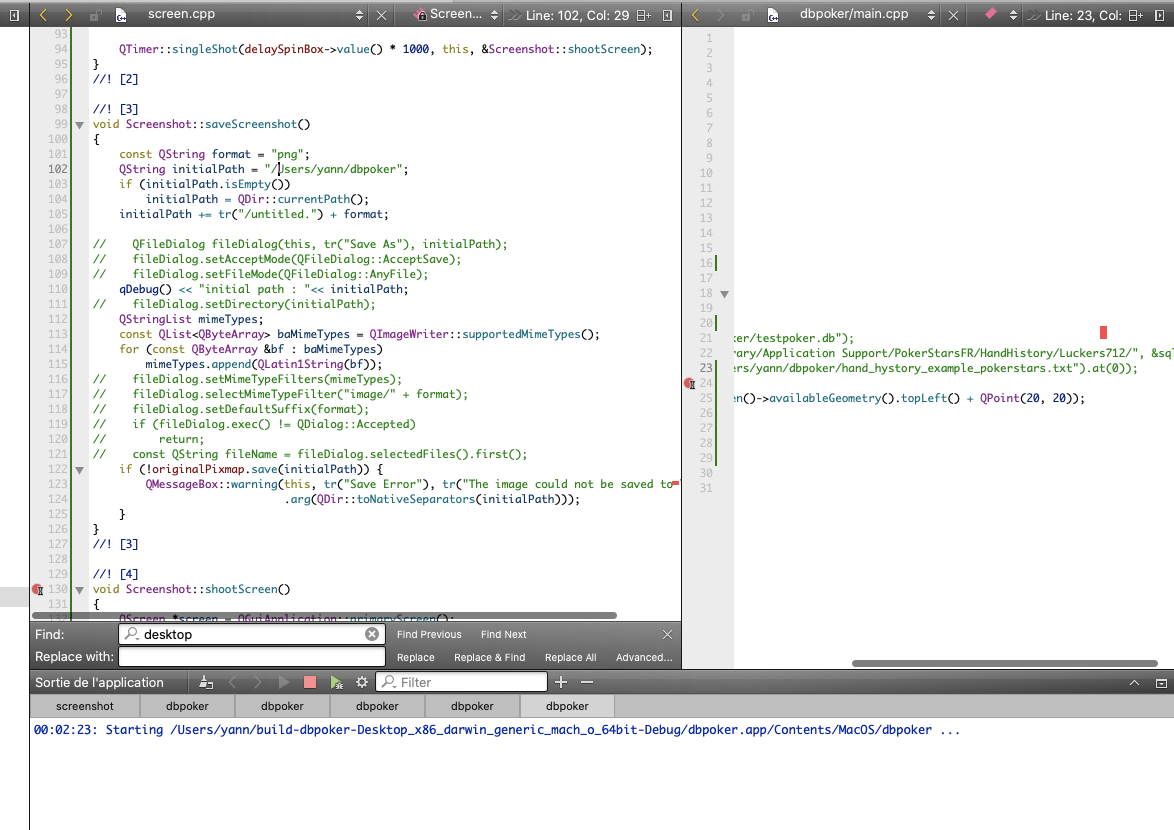 screen.cpp
Screen...
Line: 102, Col: 29
dbpoker/main.cpp
Line: 23, Col:
93
94 QTimer::singleShot(delaySpinBox->value() * 1000, this, &Screenshot::shootScreen);
95 }
96 //! [2]
97
98 //! [3]
99 void Screenshot::saveScreenshot()
100 {
101 const QString format = "png";
102 QString initialPath = "/Users/yann/dbpoker";
103 if (initialPath.isEmpty())
104 initialPath = QDir::currentPath();
105 initialPath += tr("/untitled.") + format;
106
107 // QFileDialog fileDialog(this, tr("Save As"), initialPath);
108 // fileDialog.setAcceptMode(QFileDialog::AcceptSave);
109 // fileDialog.setFileMode(QFileDialog::AnyFile);
110 qDebug() << "initial path : "<< initialPath;
111 // fileDialog.setDirectory(initialPath);
112 QStringList mimeTypes;
113 const QList<QByteArray> baMimeTypes = QImageWriter::supportedMimeTypes();
114 for (const QByteArray &bf : baMimeTypes)
115 mimeTypes.append(QLatin1String(bf));
116 // fileDialog.setMimeTypeFilters(mimeTypes);
117 // fileDialog.selectMimeTypeFilter("image/" + format);
118 // fileDialog.setDefaultSuffix(format);
119 // if (fileDialog.exec() != QDialog::Accepted)
120 // return;
121 // const QString fileName = fileDialog.selectedFiles().first();
122 if (!originalPixmap.save(initialPath)) {
123 QMessageBox::warning(this, tr("Save Error"), tr("The image could not be saved to
124 .arg(QDir::toNativeSeparators(initialPath)));
125 }
126 }
127 //! [3]
128
129 //! [4]
130 void Screenshot::shootScreen()
131 {
132 QScreen *screen = QGuiApplication::primaryScreen();
1
2
3
4
5
6
7
8
9
10
11
12
13
14
15
16
17
18
19
20
21 ker/testpoker.db");
22 rary/Application Support/PokerStarsFR/HandHistory/Luckers712/", &sql
23 ers/yann/dbpoker/hand_hystory_example_pokerstars.txt").at(0));
24
25 en()->availableGeometry().topLeft() + QPoint(20, 20));
26
27
28
29
30
31
Find: desktop Find Previous Find Next
Replace with: Replace Replace & Find Replace All Advanced...
Sortie de l'application Filter
screenshot dbpoker dbpoker dbpoker dbpoker dbpoker
00:02:23: Starting /Users/yann/build-dbpoker-Desktop_x86_darwin_generic_mach_o_64bit-Debug/dbpoker.app/Contents/MacOS/dbpoker ...